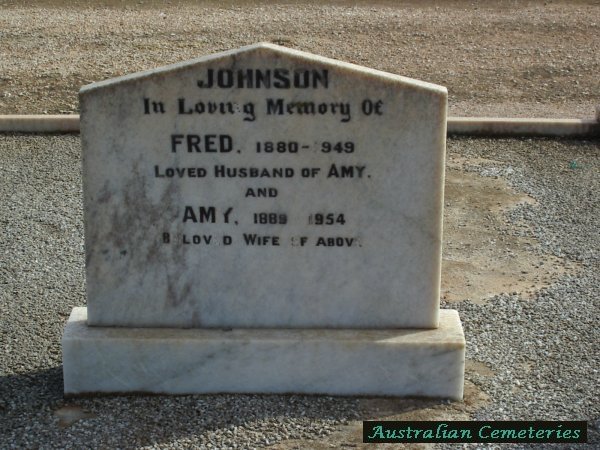 JOHNSON
In Loving Memory Of
FRED. 1880-1949
LOVED HUSBAND OF AMY.
AND
AMY. 1889 1954
BELOVED WIFE OF ABOVE.
Australian Cemeteries